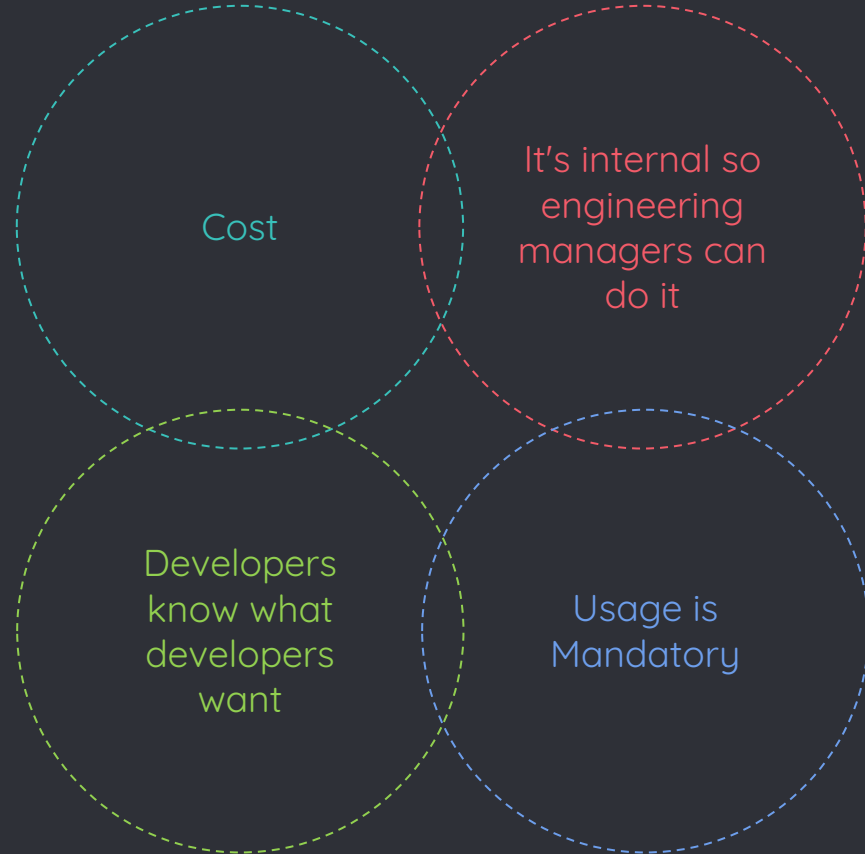 Cost
It's internal so
engineering
managers can
do it
Developers
know what
developers
want
Usage is
Mandatory